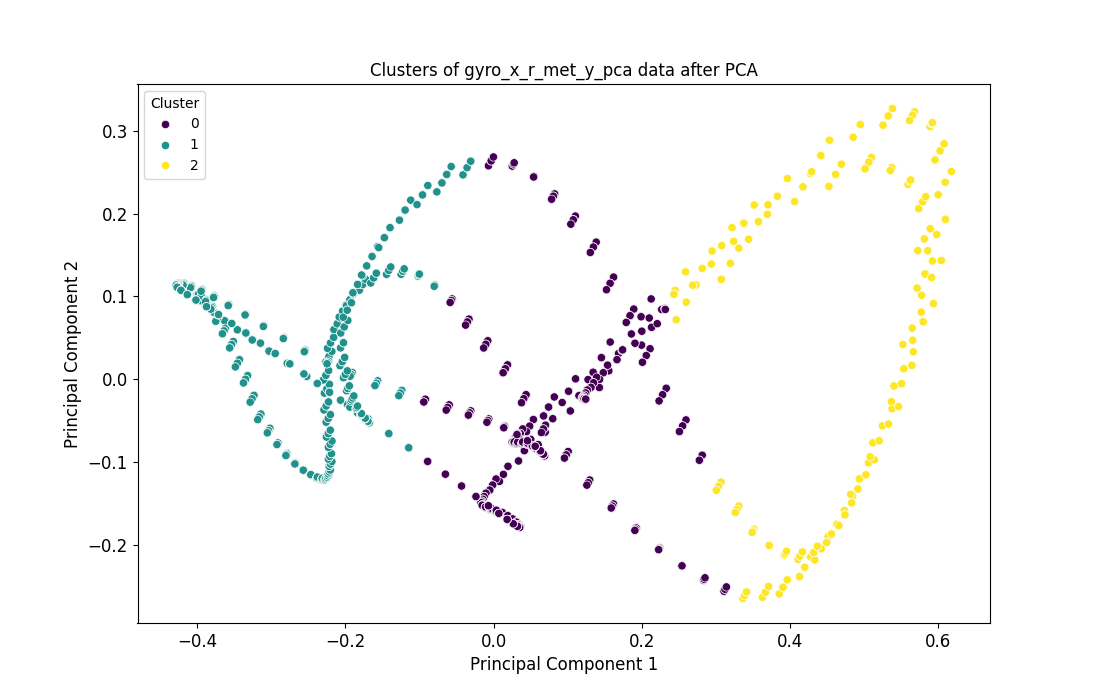 Clusters of gyro_x_r_met_y_pca data after PCA
Cluster
0
1
2
0.3
0.2
0.1
0.0
−0.1
−0.2
Principal Component 2
−0.4 −0.2 0.0 0.2 0.4 0.6
Principal Component 1